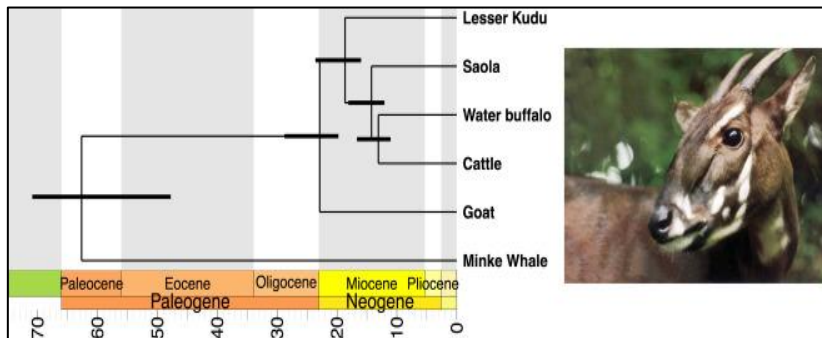 Lesser Kudu
Saola
Water buffalo
Cattle
Goat
Minke Whale
Paleocene Eocene Oligocene Miocene Pliocene
Paleogene Neogene
70 60 50 40 30 20 10 0